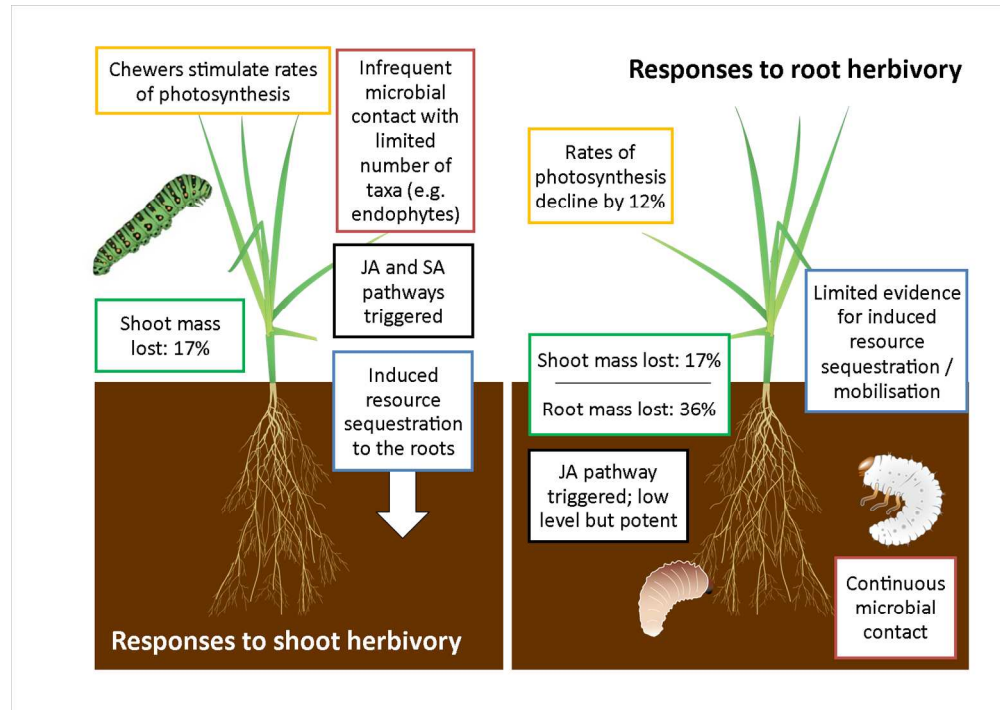 Chewers stimulate rates
of photosynthesis
Infrequent
microbial
contact with
limited
number of
taxa (e.g.
endophytes)
JA and SA
pathways
triggered
Shoot mass
lost: 17%
Induced
resource
sequestration
to the roots
Responses to shoot herbivory
Responses to root herbivory
Rates of
photosynthesis
decline by 12%
Limited evidence
for induced
resource
sequestration /
mobilisation
Shoot mass lost: 17%
Root mass lost: 36%
JA pathway
triggered; low
level but potent
Continuous
microbial
contact